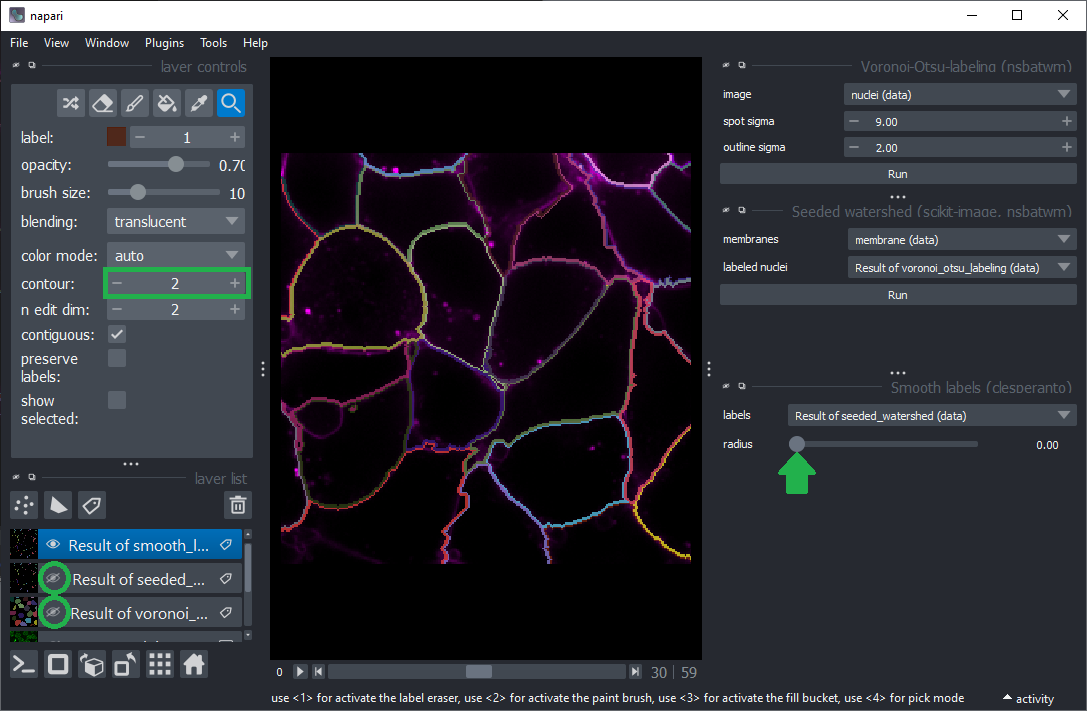 napari
File View Window Plugins Tools Help
layer controls
label: 1
opacity: 0.70
brush size: 10
blending: translucent
color mode: auto
contour: 2
n edit dim: 2
contiguous:
preserve
labels:
show
selected:
layer list
Result of smooth_l...
Result of seeded_...
Result of voronoi_...
0 30 | 59
Voronoi-Otsu-labeling (nsbatwm)
image nuclei (data)
spot sigma 9.00
outline sigma 2.00
Run
Seeded watershed (scikit-image, nsbatwm)
membranes membrane (data)
labeled nuclei Result of voronoi_otsu_labeling (data)
Run
Smooth labels (clesperanto)
labels Result of seeded_watershed (data)
radius 0.00
use <1> for activate the label eraser, use <2> for activate the paint brush, use <3> for activate the fill bucket, use <4> for pick mode
activity